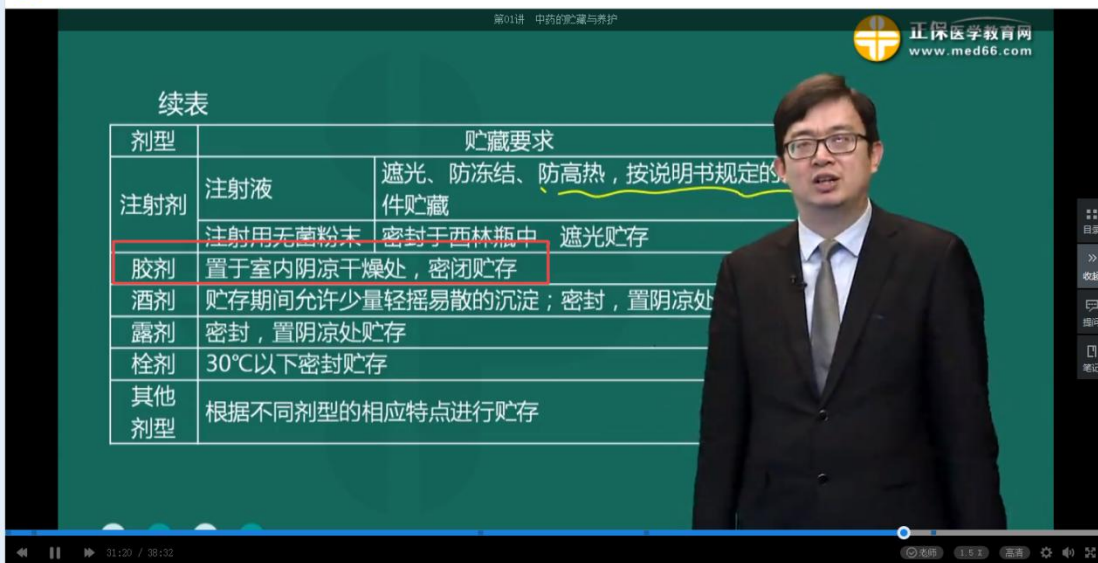 第01讲 中药的贮藏与养护
正保医学教育网
www.med66.com
续表
剂型 贮藏要求
注射剂 注射液 遮光、防冻结、防高热，按说明书规定的
件贮藏
注射用无菌粉末 密封于西林瓶中，遮光贮存
胶剂 置于室内阴凉干燥处，密闭贮存
酒剂 贮存期间允许少量轻摇易散的沉淀；密封，置阴凉处
露剂 密封，置阴凉处贮存
栓剂 30℃以下密封贮存
其他
剂型 根据不同剂型的相应特点进行贮存
目录
收起
提问
笔记
31:20 / 38:32
老师 1.5 X 高清